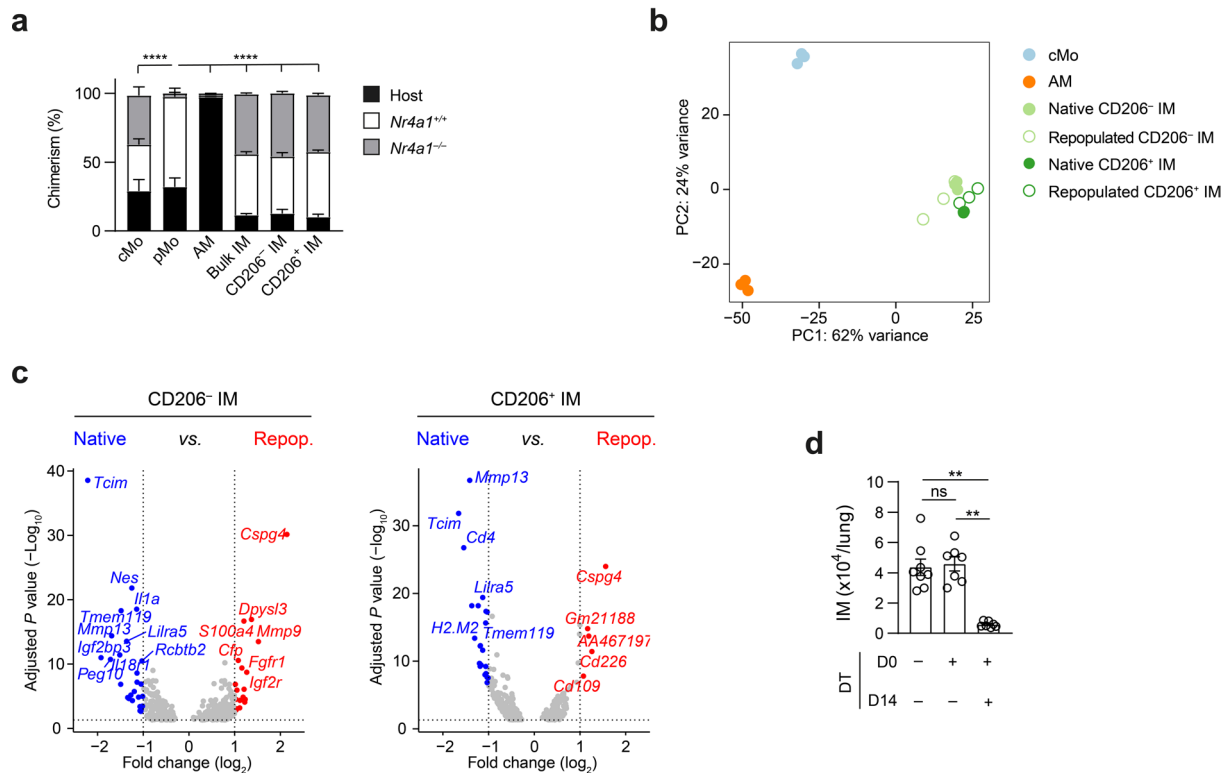 a
****
****
Chimerism (%)
100
50
0
cMo
pMo
AM
Bulk IM
CD206⁻ IM
CD206⁺ IM
Host
Nr4a1⁺/⁺
Nr4a1⁻/⁻
b
PC2: 24% variance
20
0
−20
−50
−25
0
25
PC1: 62% variance
cMo
AM
Native CD206⁻ IM
Repopulated CD206⁻ IM
Native CD206⁺ IM
Repopulated CD206⁺ IM
c
CD206⁻ IM
Native vs. Repop.
Adjusted P value (−Log₁₀)
40
30
20
10
0
Tcim
Cspg4
Nes
Il1a
Tmem119
Dpysl3
Mmp13
Lilra5
S100a4
Mmp9
Igf2bp3
Rcbtb2
Cfp
Il18r1
Fgfr1
Peg10
Igf2r
−2
−1
0
1
2
Fold change (log₂)
CD206⁺ IM
Native vs. Repop.
Adjusted P value (−log₁₀)
30
20
10
0
Mmp13
Tcim
Cd4
Cspg4
Lilra5
Gm21188
H2.M2
Tmem119
AA467197
Cd226
Cd109
−2
−1
0
1
2
Fold change (log₂)
d
IM (x10⁴/lung)
10
8
6
4
2
0
**
ns
**
DT
D0 − + +
D14 − − +